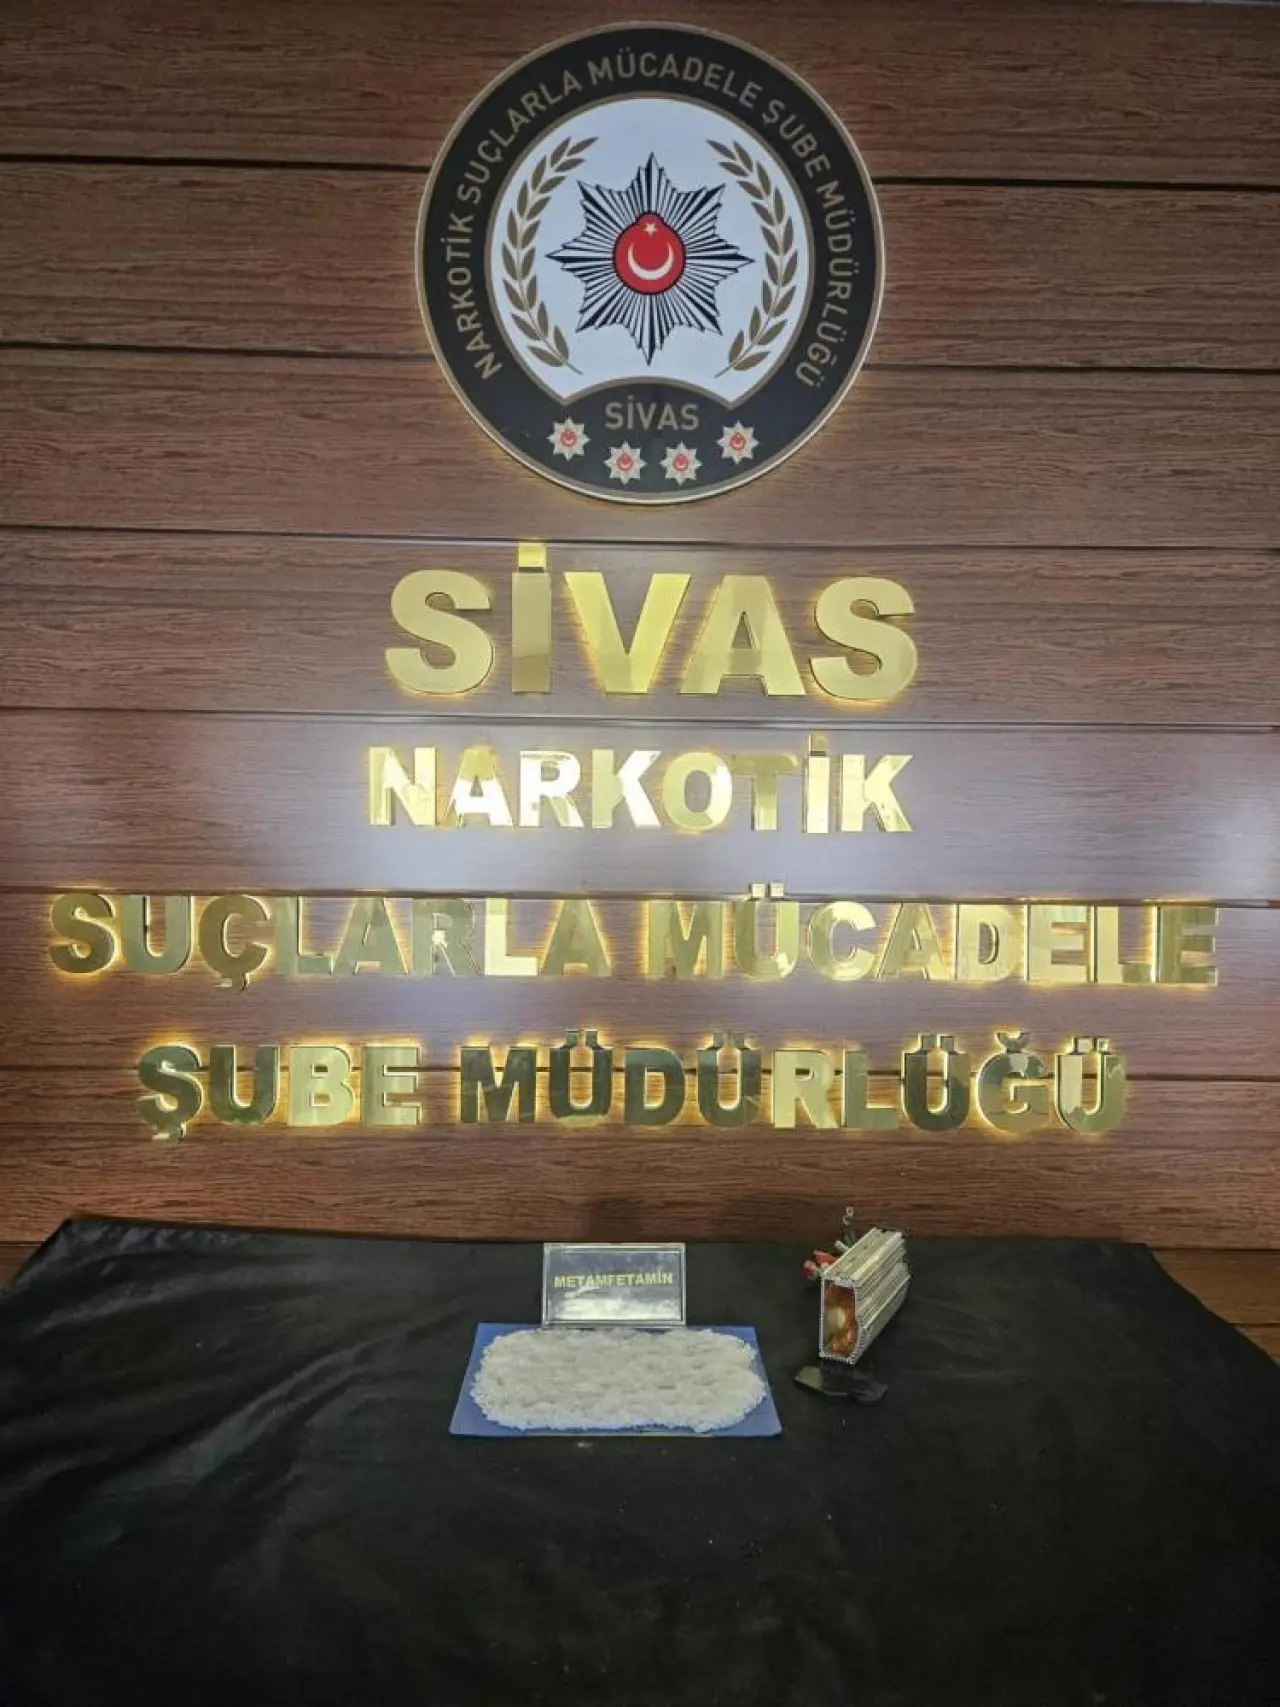 NARKOTİK SUÇLARLA MÜCADELE ŞUBE MÜDÜRLÜĞÜ
SİVAS
SİVAS
NARKOTİK
SUÇLARLA MÜCADELE
ŞUBE MÜDÜRLÜĞÜ
METAMFETAMİN